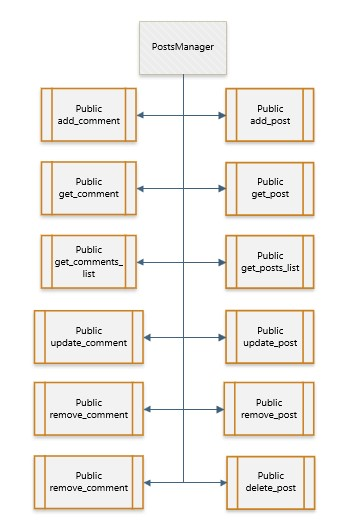 PostsManager
Public
add_comment
Public
add_post
Public
get_comment
Public
get_post
Public
get_comments_
list
Public
get_posts_list
Public
update_comment
Public
update_post
Public
remove_comment
Public
remove_post
Public
remove_comment
Public
delete_post